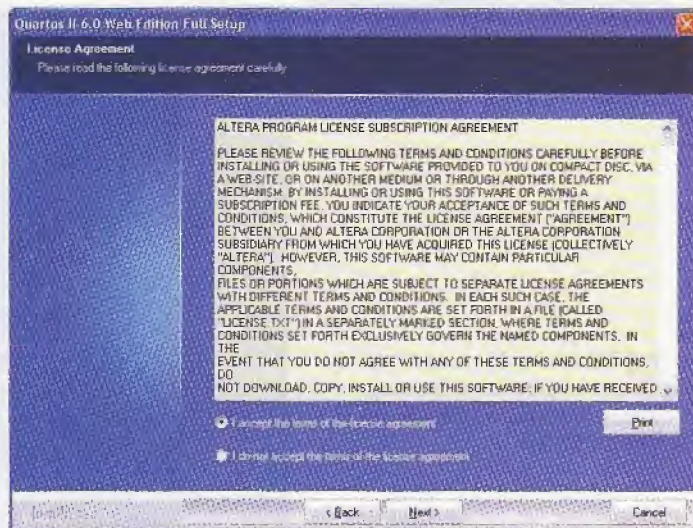 Quartus II 6.0 Web Edition Full Setup
License Agreement
Please read the following license agreement carefully
ALTERA PROGRAM LICENSE SUBSCRIPTION AGREEMENT
PLEASE REVIEW THE FOLLOWING TERMS AND CONDITIONS CAREFULLY BEFORE
INSTALLING OR USING THE SOFTWARE PROVIDED TO YOU ON COMPACT DISC, VIA
A WEB SITE, OR ON ANOTHER MEDIUM OR THROUGH ANOTHER DELIVERY
MECHANISM. BY INSTALLING OR USING THIS SOFTWARE OR PAYING A
SUBSCRIPTION FEE, YOU INDICATE YOUR ACCEPTANCE OF SUCH TERMS AND
CONDITIONS, WHICH CONSTITUTE THE LICENSE AGREEMENT ("AGREEMENT")
BETWEEN YOU AND ALTERA CORPORATION OR THE ALTERA CORPORATION
SUBSIDIARY FROM WHICH YOU HAVE ACQUIRED THIS LICENSE (COLLECTIVELY
"ALTERA"). HOWEVER, THIS SOFTWARE MAY CONTAIN PARTICULAR
COMPONENTS,
FILES OR PORTIONS WHICH ARE SUBJECT TO SEPARATE LICENSE AGREEMENTS
WITH DIFFERENT TERMS AND CONDITIONS. IN EACH SUCH CASE, THE
APPLICABLE TERMS AND CONDITIONS ARE SET FORTH IN A FILE (CALLED
"LICENSE.TXT") IN A SEPARATELY MARKED SECTION, WHERE TERMS AND
CONDITIONS SET FORTH EXCLUSIVELY GOVERN THE NAMED COMPONENTS. IN
THE
EVENT THAT YOU DO NOT AGREE WITH ANY OF THESE TERMS AND CONDITIONS,
DO
NOT DOWNLOAD, COPY, INSTALL OR USE THIS SOFTWARE; IF YOU HAVE RECEIVED
I accept the terms of the license agreement
Print
I do not accept the terms of the license agreement
< Back
Next >
Cancel